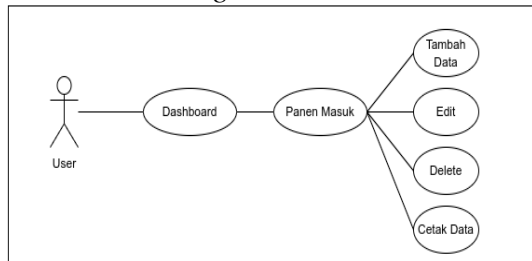 Tambah
Data
Dashboard
Panen Masuk
Edit
User
Delete
Cetak Data